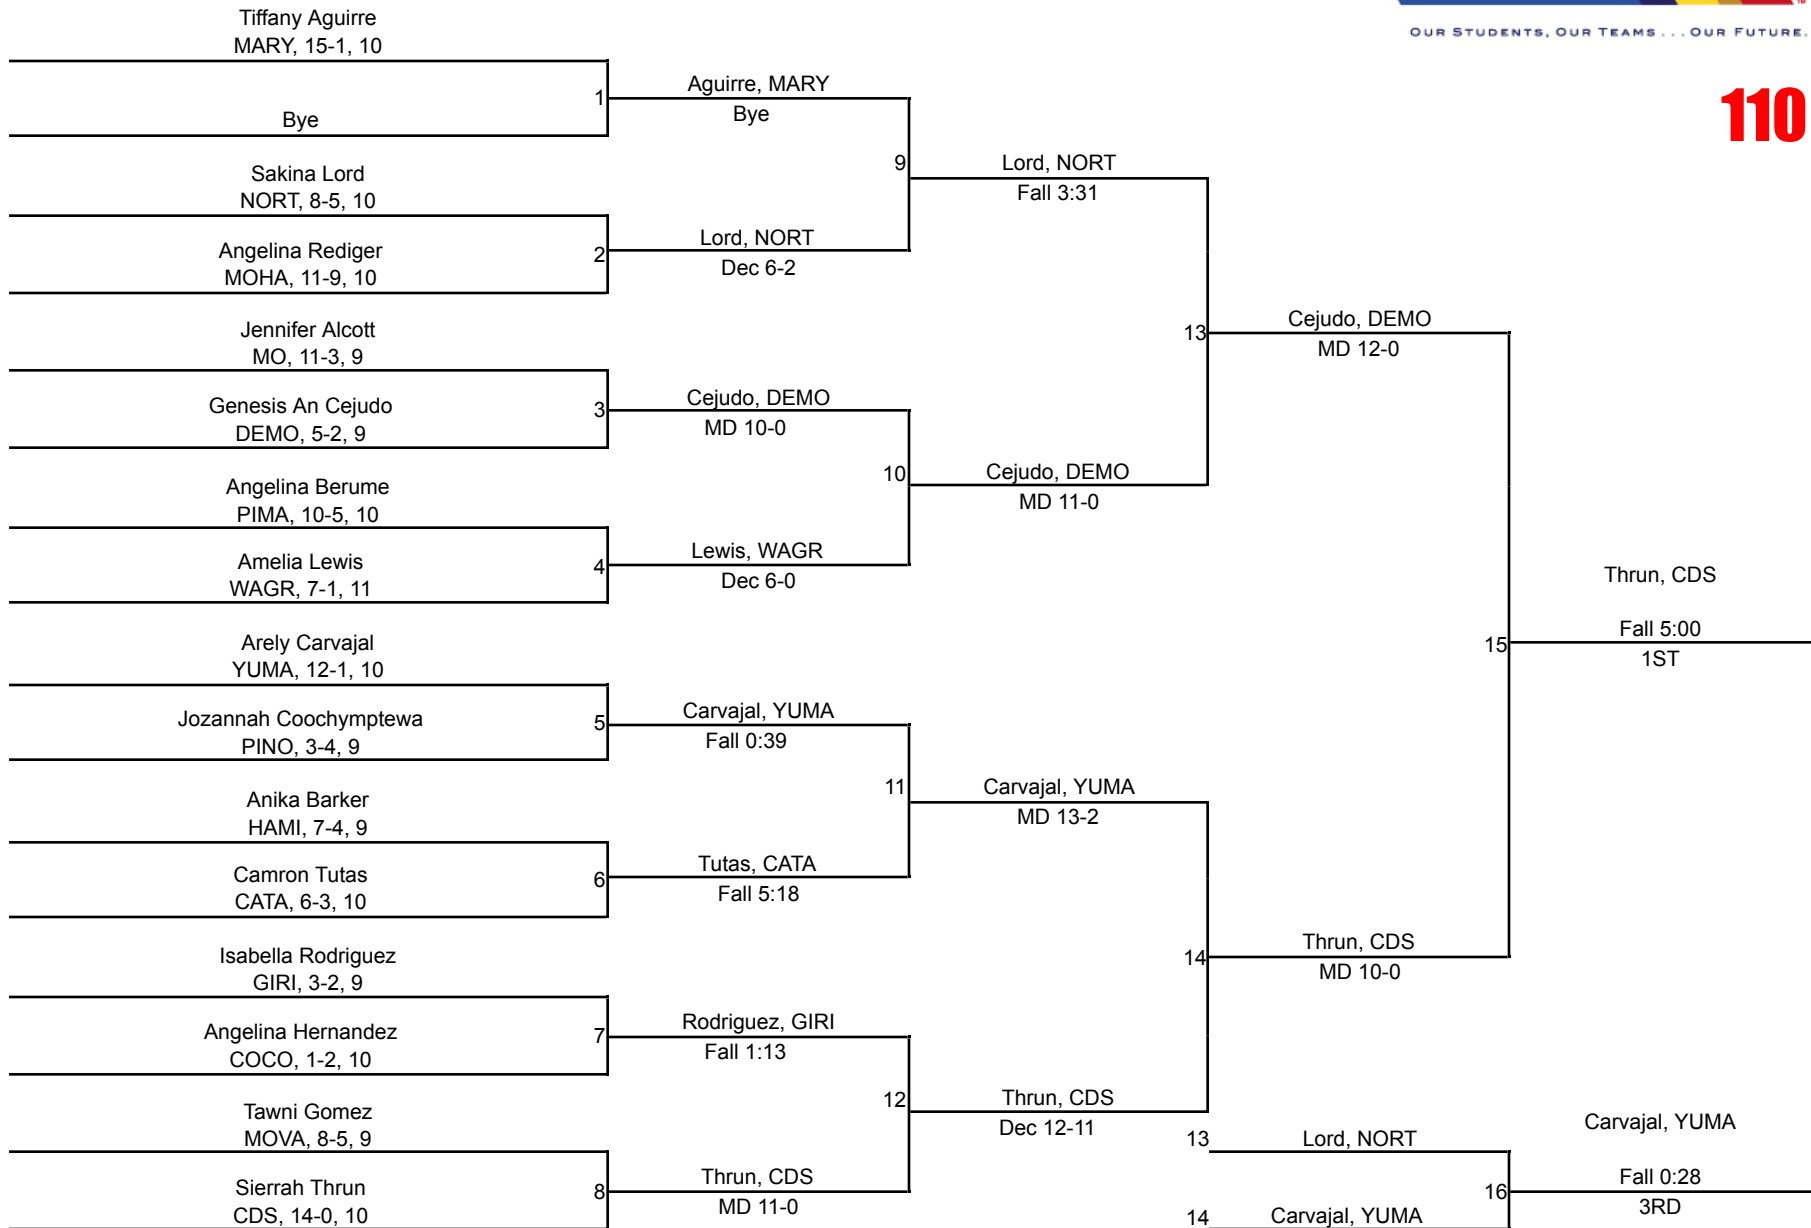 OUR STUDENTS, OUR TEAMS . . . OUR FUTURE.
TM
110
Tiffany Aguirre
MARY, 15-1, 10
Bye
1
Aguirre, MARY
Bye
Sakina Lord
NORT, 8-5, 10
Angelina Rediger
MOHA, 11-9, 10
2
Lord, NORT
Dec 6-2
9
Lord, NORT
Fall 3:31
Jennifer Alcott
MO, 11-3, 9
Genesis An Cejudo
DEMO, 5-2, 9
3
Cejudo, DEMO
MD 10-0
Angelina Berume
PIMA, 10-5, 10
Amelia Lewis
WAGR, 7-1, 11
4
Lewis, WAGR
Dec 6-0
10
Cejudo, DEMO
MD 11-0
13
Cejudo, DEMO
MD 12-0
Arely Carvajal
YUMA, 12-1, 10
Jozannah Coochymptewa
PINO, 3-4, 9
5
Carvajal, YUMA
Fall 0:39
Anika Barker
HAMI, 7-4, 9
Camron Tutas
CATA, 6-3, 10
6
Tutas, CATA
Fall 5:18
11
Carvajal, YUMA
MD 13-2
Isabella Rodriguez
GIRI, 3-2, 9
Angelina Hernandez
COCO, 1-2, 10
7
Rodriguez, GIRI
Fall 1:13
Tawni Gomez
MOVA, 8-5, 9
Sierrah Thrun
CDS, 14-0, 10
8
Thrun, CDS
MD 11-0
12
Thrun, CDS
Dec 12-11
14
Thrun, CDS
MD 10-0
15
Thrun, CDS
Fall 5:00
1ST
13
Lord, NORT
14
Carvajal, YUMA
16
Carvajal, YUMA
Fall 0:28
3RD